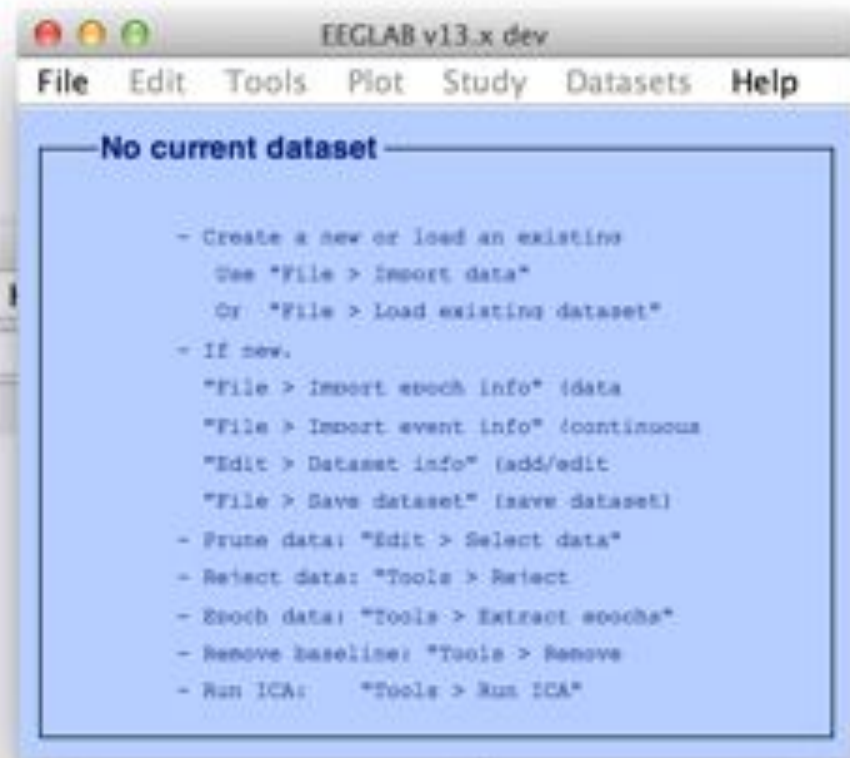 EEGLAB v13.x dev
File Edit Tools Plot Study Datasets Help
No current dataset
- Create a new or load an existing
Use "File > Import data"
Or "File > Load existing dataset"
- If new,
"File > Import epoch info" (data
"File > Import event info" (continuous
"Edit > Dataset info" (add/edit
"File > Save dataset" (save dataset)
- Prune data: "Edit > Select data"
- Reject data: "Tools > Reject
- Epoch data: "Tools > Extract epochs"
- Remove baseline: "Tools > Remove
- Run ICA: "Tools > Run ICA"